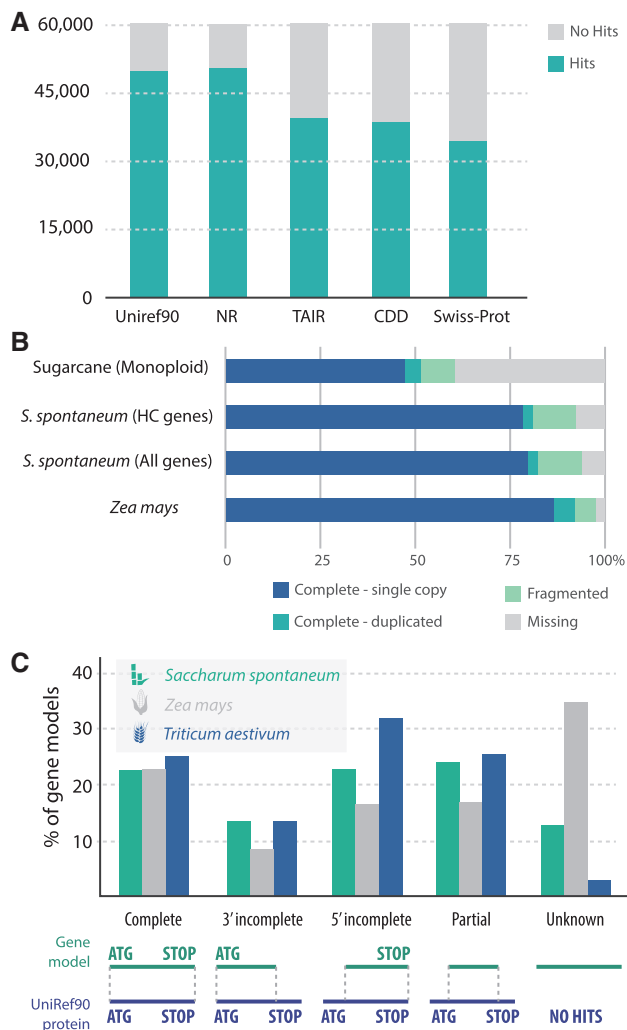 A
60,000
45,000
30,000
15,000
0
Uniref90 NR TAIR CDD Swiss-Prot
No Hits
Hits
B
Sugarcane (Monoploid)
S. spontaneum (HC genes)
S. spontaneum (All genes)
Zea mays
0 25 50 75 100%
Complete - single copy
Complete - duplicated
Fragmented
Missing
C
% of gene models
40
30
20
10
Saccharum spontaneum
Zea mays
Triticum aestivum
Complete 3' incomplete 5' incomplete Partial Unknown
Gene model
ATG STOP ATG STOP
UniRef90 protein
ATG STOP ATG STOP ATG STOP ATG STOP NO HITS